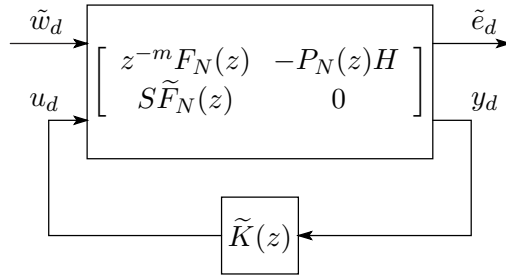 w̃_d ẽ_d
z^{-m}F_N(z) -P_N(z)H
SF̃_N(z) 0
u_d y_d
K̃(z)